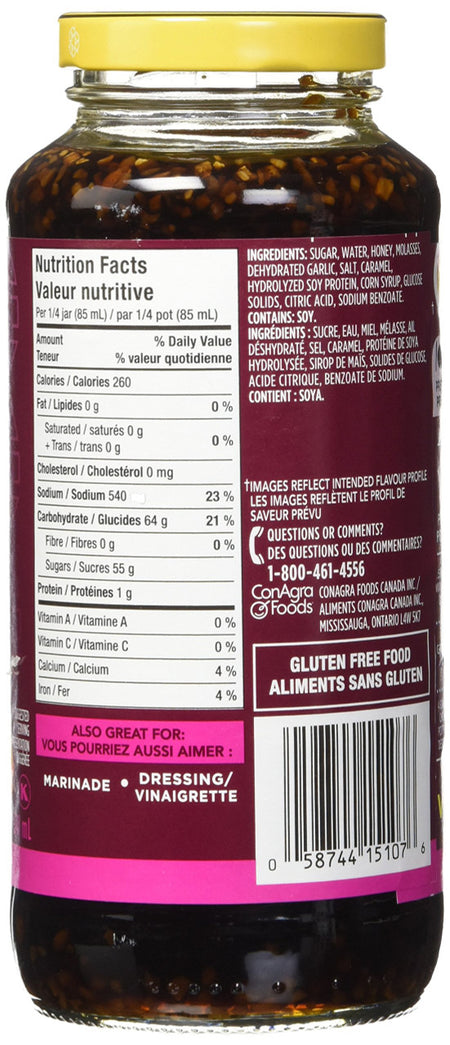 Nutrition Facts
Valeur nutritive
Per 1/4 jar (85 mL) / par 1/4 pot (85 mL)
Amount % Daily Value
Teneur % valeur quotidienne
Calories / Calories 260
Fat / Lipides 0 g 0 %
Saturated / saturés 0 g
+ Trans / trans 0 g 0 %
Cholesterol / Cholestérol 0 mg
Sodium / Sodium 540 23 %
Carbohydrate / Glucides 64 g 21 %
Fibre / Fibres 0 g 0 %
Sugars / Sucres 55 g
Protein / Protéines 1 g
Vitamin A / Vitamine A 0 %
Vitamin C / Vitamine C 0 %
Calcium / Calcium 4 %
Iron / Fer 4 %
ALSO GREAT FOR:
VOUS POURRIEZ AUSSI AIMER :
MARINADE • DRESSING/
VINAIGRETTE
INGREDIENTS: SUGAR, WATER, HONEY, MOLASSES,
DEHYDRATED GARLIC, SALT, CARAMEL,
HYDROLYZED SOY PROTEIN, CORN SYRUP, GLUCOSE
SOLIDS, CITRIC ACID, SODIUM BENZOATE.
CONTAINS: SOY.
INGRÉDIENTS : SUCRE, EAU, MIEL, MÉLASSE, AIL
DÉSHYDRATÉ, SEL, CARAMEL, PROTÉINE DE SOYA
HYDROLYSÉE, SIROP DE MAÏS, SOLIDES DE GLUCOSE,
ACIDE CITRIQUE, BENZOATE DE SODIUM.
CONTIENT : SOYA.
†IMAGES REFLECT INTENDED FLAVOUR PROFILE
LES IMAGES REFLÈTENT LE PROFIL DE
SAVEUR PRÉVU
QUESTIONS OR COMMENTS?
DES QUESTIONS OU DES COMMENTAIRES?
1-800-461-4556
ConAgra
Foods
CONAGRA FOODS CANADA INC./
ALIMENTS CONAGRA CANADA INC.,
MISSISSAUGA, ONTARIO L4W 5K7
GLUTEN FREE FOOD
ALIMENTS SANS GLUTEN
0 58744 15107 6
K
mL